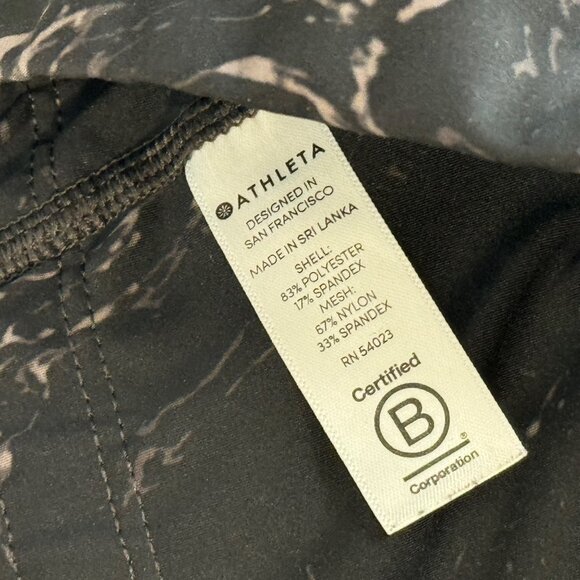 ATHLETA
DESIGNED IN
SAN FRANCISCO
MADE IN SRI LANKA
SHELL:
83% POLYESTER
17% SPANDEX
MESH:
67% NYLON
33% SPANDEX
RN 54023
Certified
B
®
Corporation